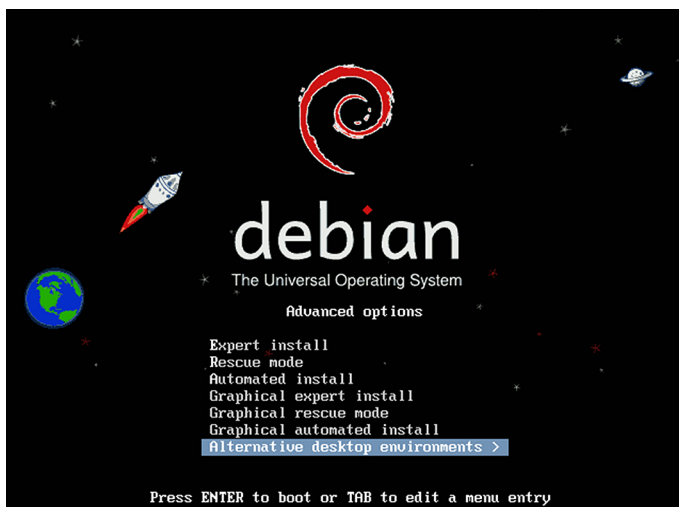 debian
The Universal Operating System
Advanced options
Expert install
Rescue mode
Automated install
Graphical expert install
Graphical rescue mode
Graphical automated install
Alternative desktop environments >
Press ENTER to boot or TAB to edit a menu entry